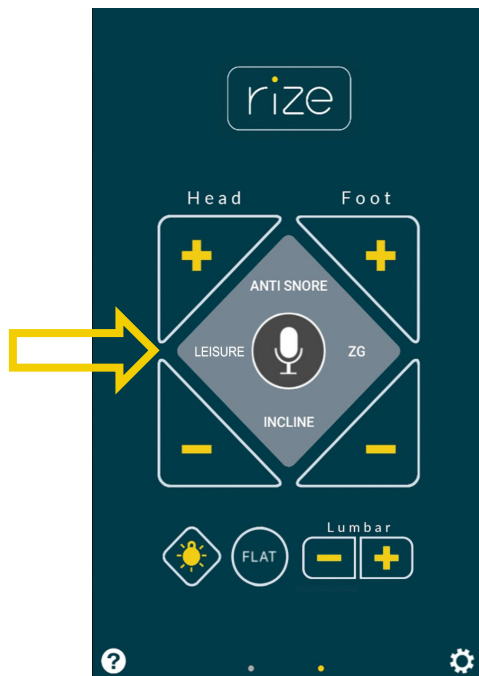 rize
Head Foot
+ +
ANTI SNORE
LEISURE ZG
INCLINE
− −
Lumbar
FLAT − +
?